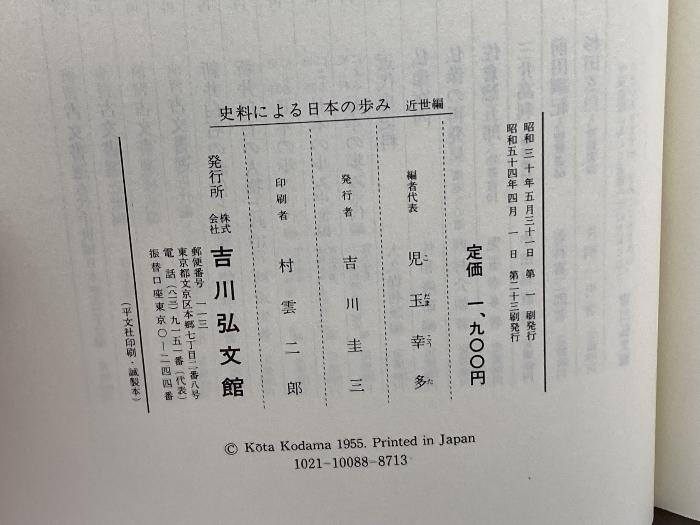 史料による日本の歩み 近世編
昭和三十年五月三十一日 第一刷発行
昭和五十四年四月一日 第二十三刷発行
定価 一、九〇〇円
編者代表 児玉幸多
こ だま こう た
発行者 吉川圭三
印刷者 村雲二郎
発行所 株式会社 吉川弘文館
郵便番号 一一三
東京都文京区本郷七丁目二番八号
電話(八一三)九一五一番(代表)
振替口座東京〇―二四四番
(平文社印刷・誠製本)
© Kōta Kodama 1955. Printed in Japan
1021-10088-8713